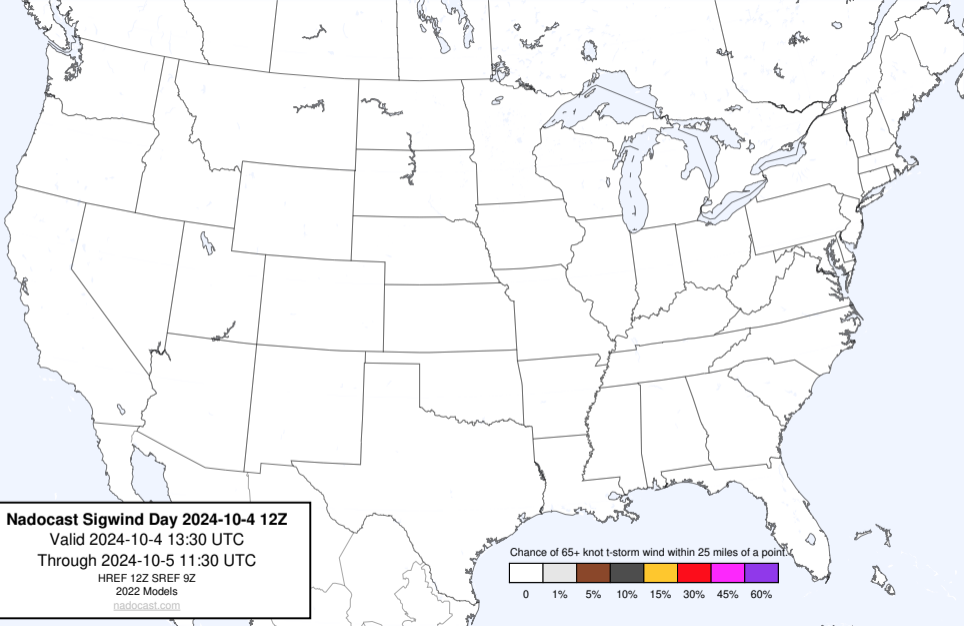 Nadocast Sigwind Day 2024-10-4 12Z
Valid 2024-10-4 13:30 UTC
Through 2024-10-5 11:30 UTC
HREF 12Z SREF 9Z
2022 Models
nadocast.com
Chance of 65+ knot t-storm wind within 25 miles of a point.
0 1% 5% 10% 15% 30% 45% 60%